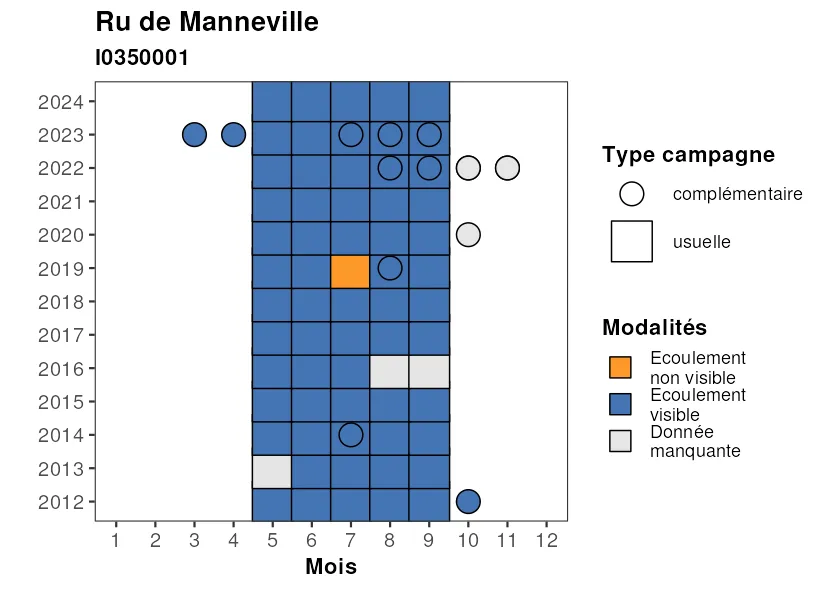 Ru de Manneville
I0350001
2024
2023
2022
2021
2020
2019
2018
2017
2016
2015
2014
2013
2012
1 2 3 4 5 6 7 8 9 10 11 12
Mois
Type campagne
complémentaire
usuelle
Modalités
Ecoulement
non visible
Ecoulement
visible
Donnée
manquante